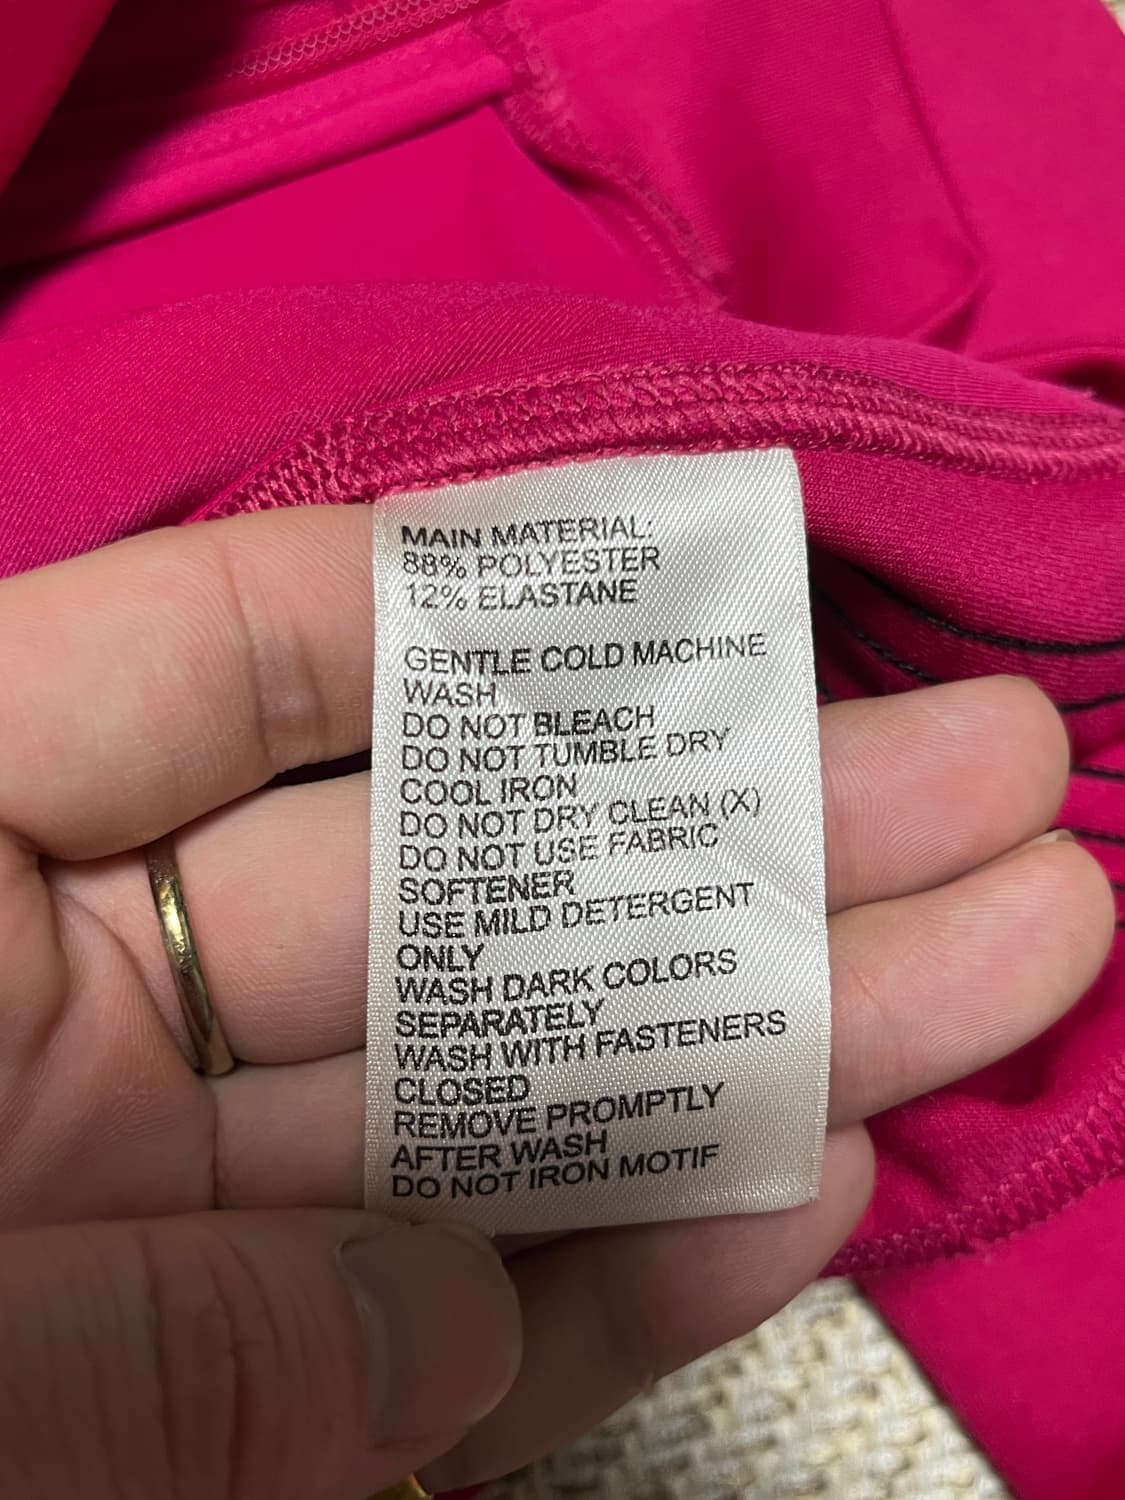 MAIN MATERIAL:
88% POLYESTER
12% ELASTANE
GENTLE COLD MACHINE
WASH
DO NOT BLEACH
DO NOT TUMBLE DRY
COOL IRON
DO NOT DRY CLEAN (X)
DO NOT USE FABRIC
SOFTENER
USE MILD DETERGENT
ONLY
WASH DARK COLORS
SEPARATELY
WASH WITH FASTENERS
CLOSED
REMOVE PROMPTLY
AFTER WASH
DO NOT IRON MOTIF